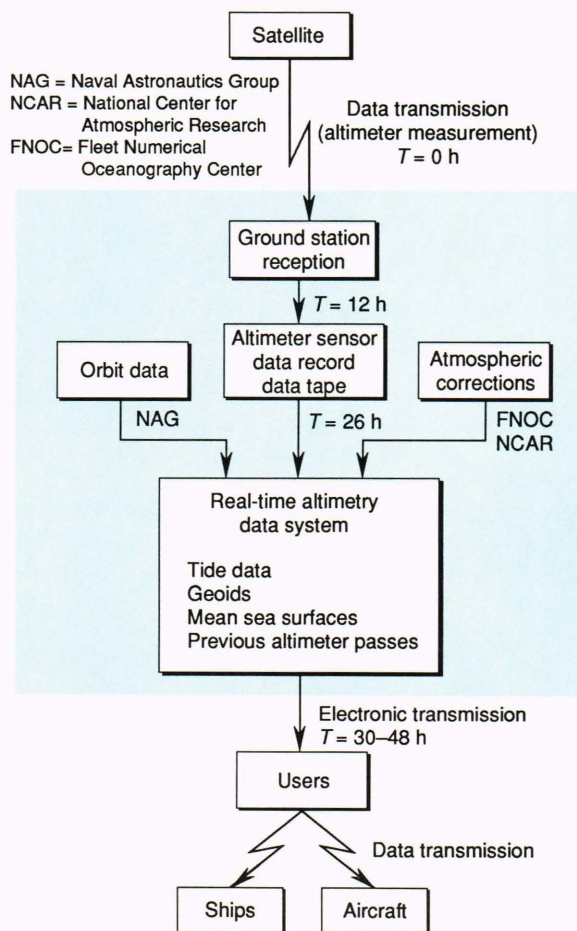 Satellite
NAG = Naval Astronautics Group
NCAR = National Center for
Atmospheric Research
FNOC= Fleet Numerical
Oceanography Center
Data transmission
(altimeter measurement)
T = 0 h
Ground station
reception
T = 12 h
Orbit data
Altimeter sensor
data record
data tape
Atmospheric
corrections
NAG
T = 26 h
FNOC
NCAR
Real-time altimetry
data system
Tide data
Geoids
Mean sea surfaces
Previous altimeter passes
Electronic transmission
T = 30–48 h
Users
Data transmission
Ships
Aircraft